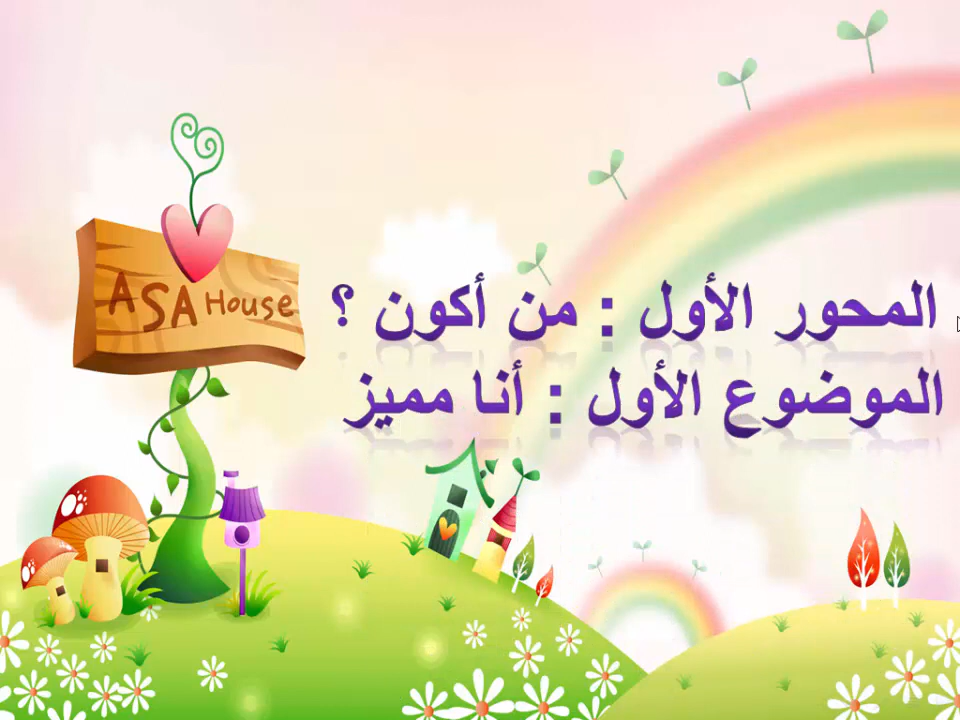 ASA House
المحور الأول : من أكون ؟
الموضوع الأول : أنا مميز